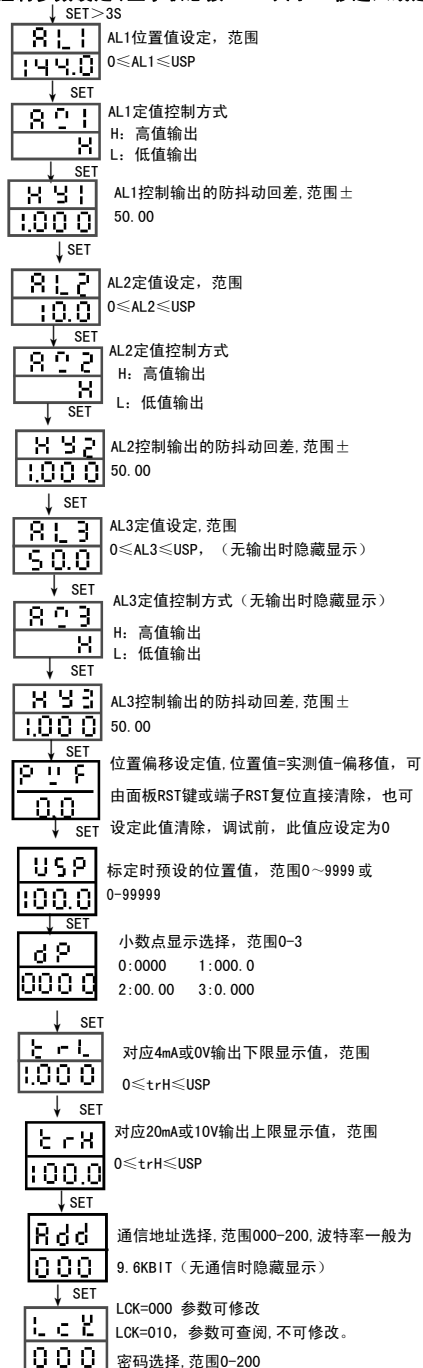 SET＞3S
AL1
144.0
AL1位置值设定，范围
0≤AL1≤USP
SET
AD1
H
AL1定值控制方式
H：高值输出
L：低值输出
SET
HY1
1.000
AL1控制输出的防抖动回差,范围±
50.00
SET
AL2
10.0
AL2定值设定，范围
0≤AL2≤USP
SET
AD2
H
AL2定值控制方式
H：高值输出
L：低值输出
SET
HY2
1.000
AL2控制输出的防抖动回差,范围±
50.00
SET
AL3
50.0
AL3定值设定,范围
0≤AL3≤USP，（无输出时隐藏显示）
SET
AD3
H
AL3定值控制方式（无输出时隐藏显示）
H：高值输出
L：低值输出
SET
HY3
1.000
AL3控制输出的防抖动回差,范围±
50.00
SET
PUF
0.0
位置偏移设定值,位置值=实测值-偏移值，可
由面板RST键或端子RST复位直接清除，也可
设定此值清除，调试前，此值应设定为0
SET
USP
100.0
标定时预设的位置值，范围0～9999或
0-99999
SET
dP
0000
小数点显示选择，范围0-3
0:0000 1:000.0
2:00.00 3:0.000
SET
trL
1.000
对应4mA或0V输出下限显示值，范围
0≤trH≤USP
SET
trH
100.0
对应20mA或10V输出上限显示值，范围
0≤trH≤USP
SET
Add
000
通信地址选择,范围000-200,波特率一般为
9.6KBIT（无通信时隐藏显示）
SET
LcK
000
LCK=000 参数可修改
LCK=010，参数可查阅,不可修改。
密码选择,范围0-200